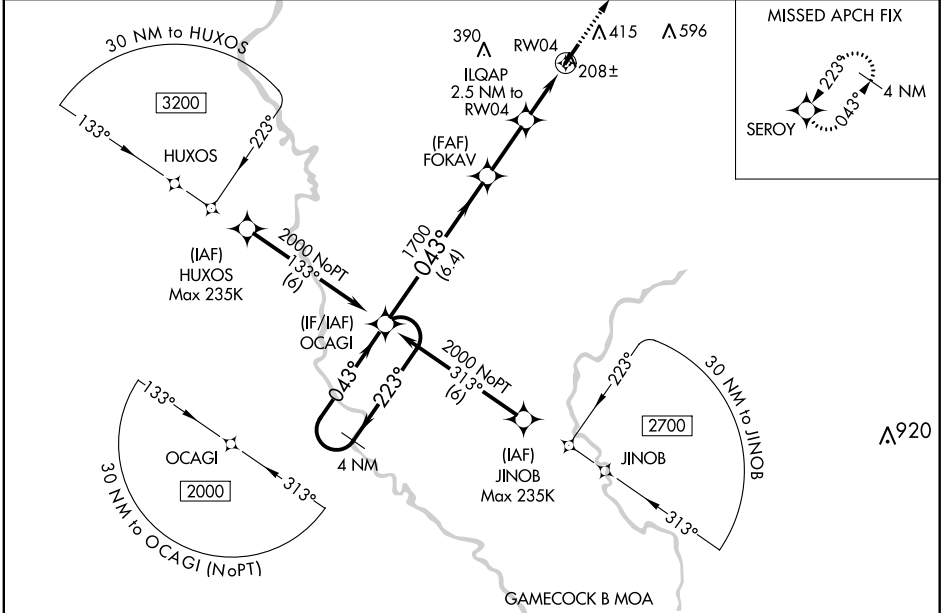 30 NM to HUXOS
3200
133°
223°
HUXOS
(IAF)
HUXOS
Max 235K
2000 NoPT
133°
(6)
390
415
596
RW04
208±
ILQAP
2.5 NM to
RW04
(FAF)
FOKAV
1700
043°
(6.4)
MISSED APCH FIX
223°
043°
4 NM
SEROY
(IF/IAF)
OCAGI
043°
223°
4 NM
2000 NoPT
313°
(6)
(IAF)
JINOB
Max 235K
223°
30 NM to JINOB
2700
JINOB
313°
920
133°
OCAGI
2000
313°
30 NM to OCAGI (NoPT)
GAMECOCK B MOA